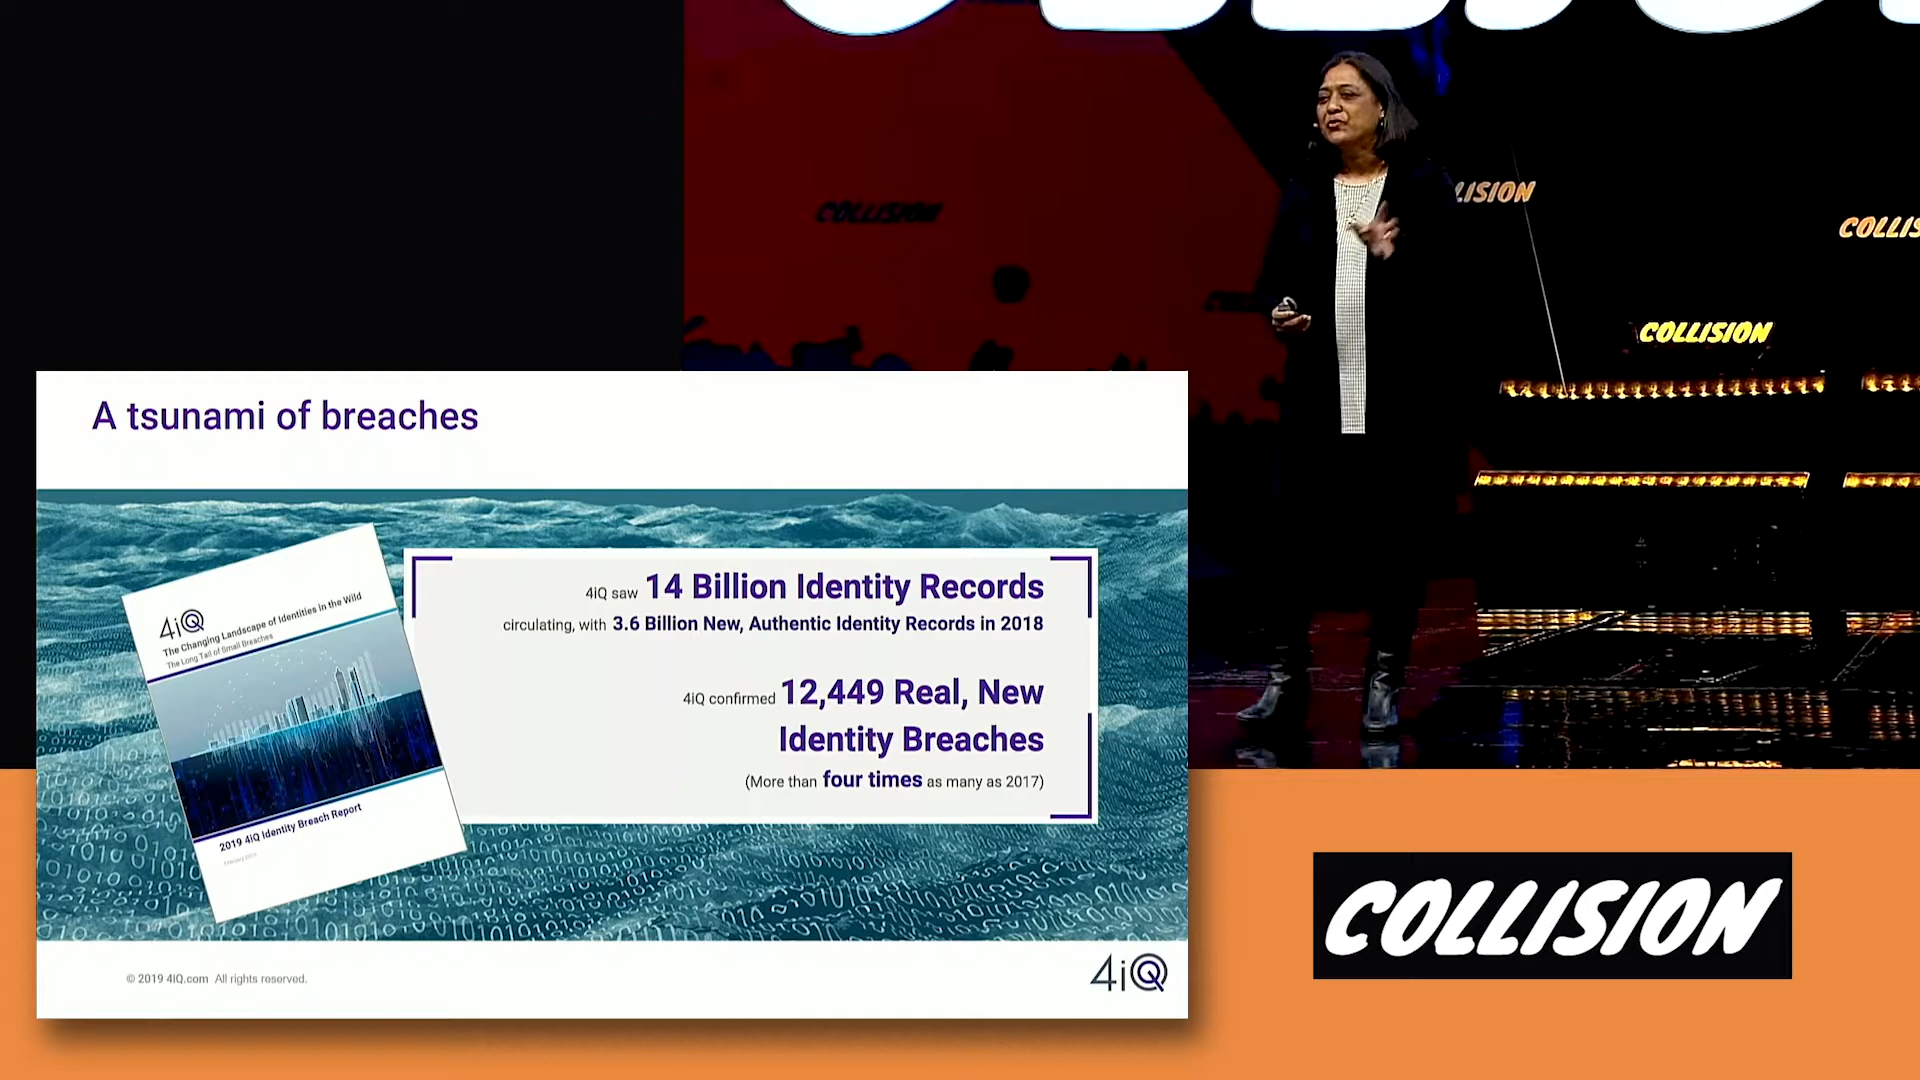 COLLISION
LISION
COLLIS
COLLISION
A tsunami of breaches
4iQ saw 14 Billion Identity Records
circulating, with 3.6 Billion New, Authentic Identity Records in 2018
4iQ confirmed 12,449 Real, New
Identity Breaches
(More than four times as many as 2017)
4iQ
The Changing Landscape of Identities in the Wild
The Long Tail of Small Breaches
2019 4iQ Identity Breach Report
© 2019 4iQ.com All rights reserved.
4iQ
COLLISION